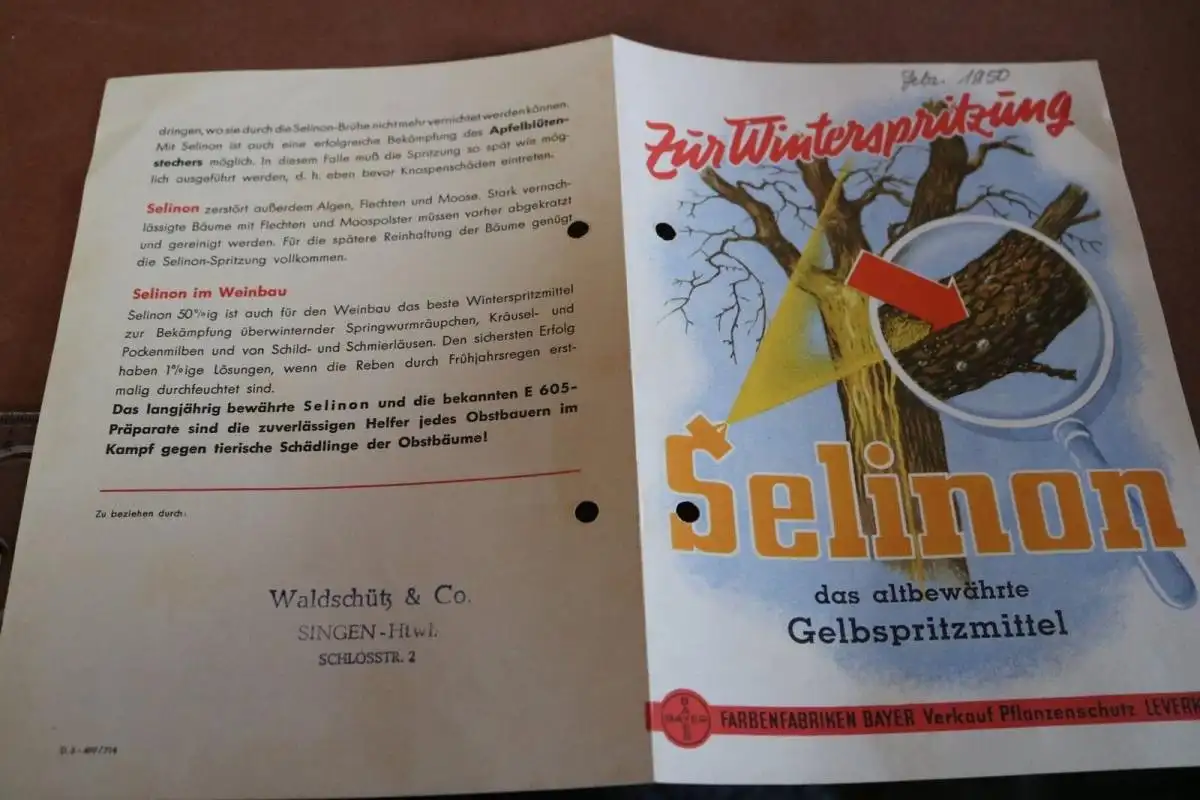 dringen, wo sie durch die Selinon-Brühe nicht mehr vernichtet werden können.
Mit Selinon ist auch eine erfolgreiche Bekämpfung des Apfelblüten-
stechers möglich. In diesem Falle muß die Spritzung so spät wie mög-
lich ausgeführt werden, d. h. eben bevor Knospenschäden eintreten.
Selinon zerstört außerdem Algen, Flechten und Moose. Stark vernach-
lässigte Bäume mit Flechten und Moospolster müssen vorher abgekratzt
und gereinigt werden. Für die spätere Reinhaltung der Bäume genügt
die Selinon-Spritzung vollkommen.
Selinon im Weinbau
Selinon 50%ig ist auch für den Weinbau das beste Winterspritzmittel
zur Bekämpfung überwinternder Springwurmräupchen, Kräusel- und
Pockenmilben und von Schild- und Schmierläusen. Den sichersten Erfolg
haben 1%ige Lösungen, wenn die Reben durch Frühjahrsregen erst-
malig durchfeuchtet sind.
Das langjährig bewährte Selinon und die bekannten E 605-
Präparate sind die zuverlässigen Helfer jedes Obstbauern im
Kampf gegen tierische Schädlinge der Obstbäume!
Zu beziehen durch:
Waldschütz & Co.
SINGEN-Htwl.
SCHLOSSTR. 2
Febr. 1950
Zur Winterspritzung
Selinon
das altbewährte
Gelbspritzmittel
BAYER
FARBENFABRIKEN BAYER Verkauf Pflanzenschutz LEVERK